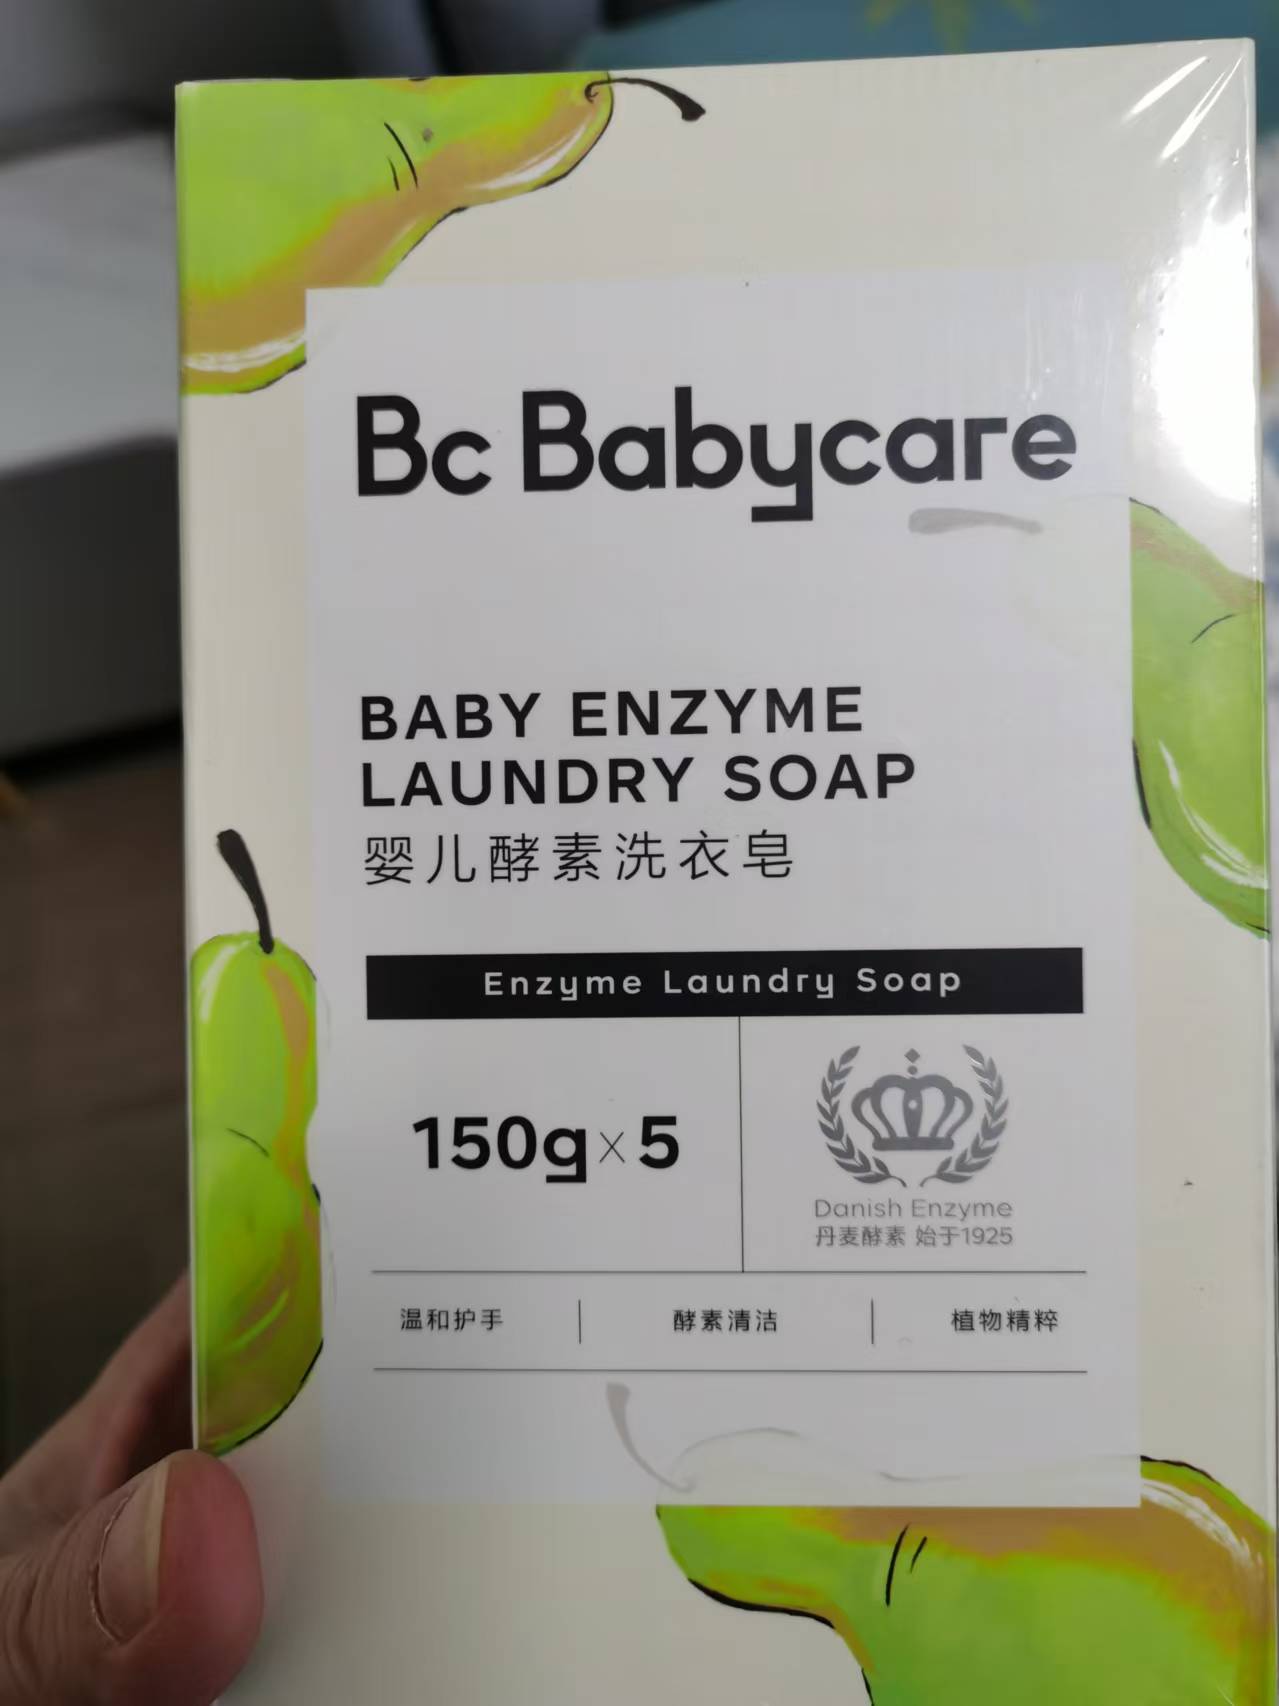 Bc Babycare
BABY ENZYME
LAUNDRY SOAP
婴儿酵素洗衣皂
Enzyme Laundry Soap
150g×5
Danish Enzyme
丹麦酵素 始于1925
温和护手 | 酵素清洁 | 植物精粹